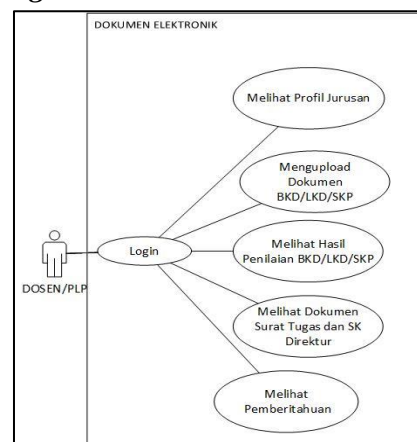 DOKUMEN ELEKTRONIK
Melihat Profil Jurusan
Mengupload
Dokumen
BKD/LKD/SKP
Login
Melihat Hasil
Penilaian BKD/LKD/SKP
DOSEN/PLP
Melihat Dokumen
Surat Tugas dan SK
Direktur
Melihat
Pemberitahuan